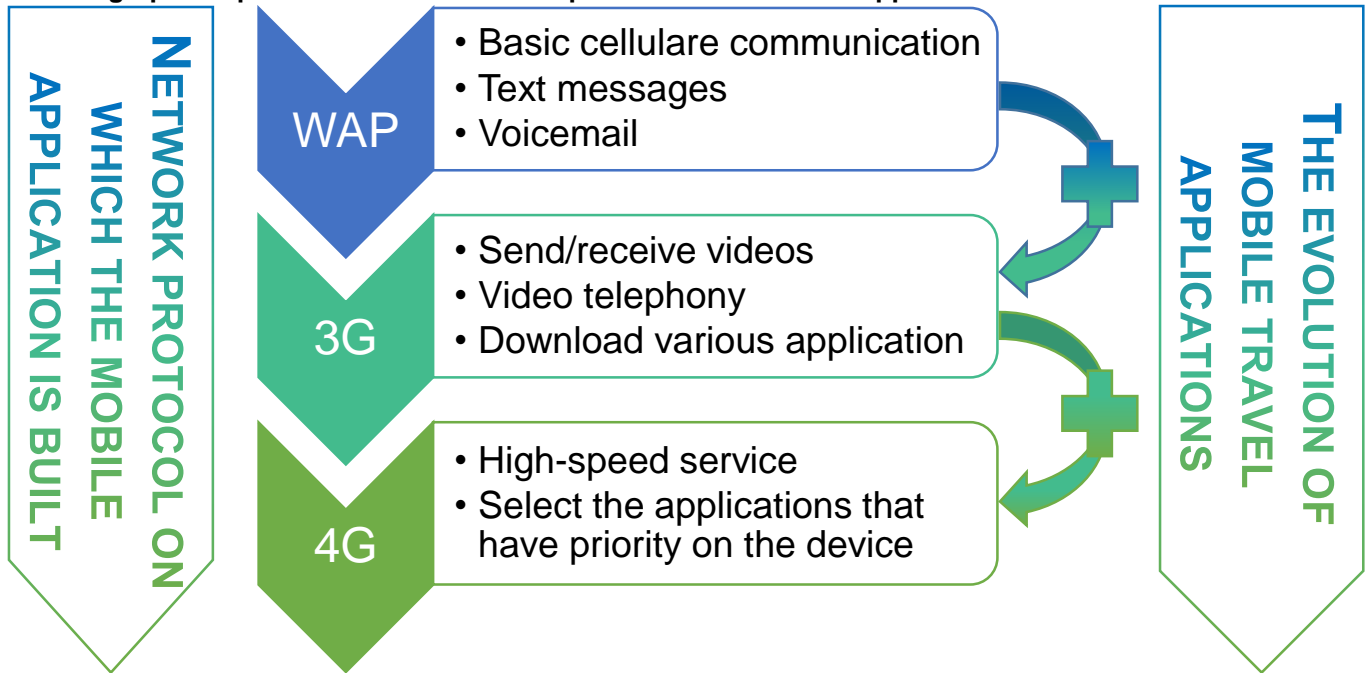 NETWORK PROTOCOL ON
WHICH THE MOBILE
APPLICATION IS BUILT
WAP
• Basic cellulare communication
• Text messages
• Voicemail
3G
• Send/receive videos
• Video telephony
• Download various application
4G
• High-speed service
• Select the applications that
have priority on the device
THE EVOLUTION OF
MOBILE TRAVEL
APPLICATIONS